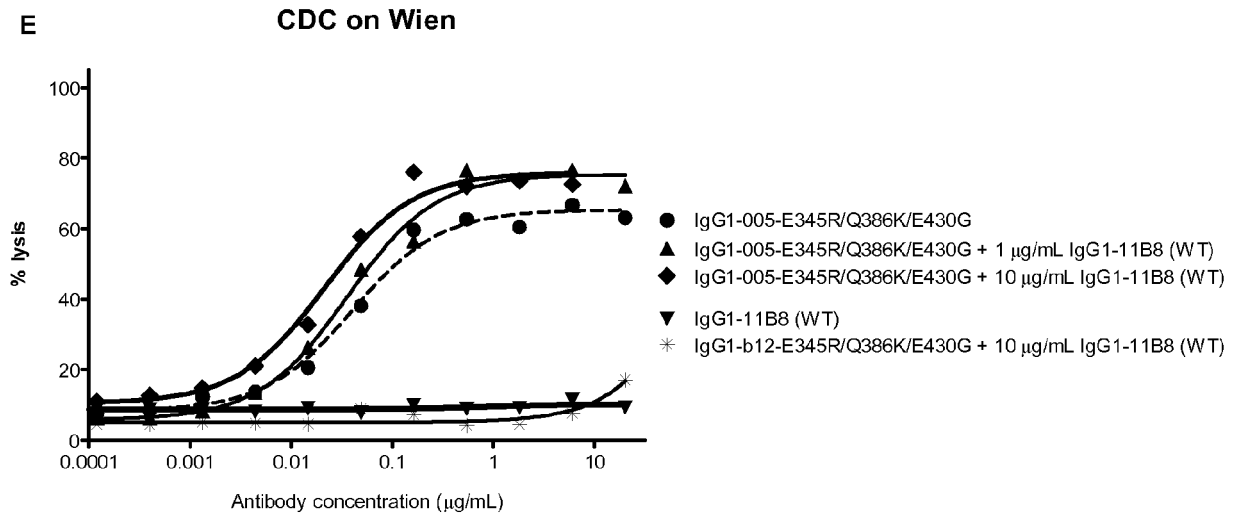 E
CDC on Wien
% lysis
100
80
60
40
20
0
0.0001
0.001
0.01
0.1
1
10
Antibody concentration (µg/mL)
IgG1-005-E345R/Q386K/E430G
IgG1-005-E345R/Q386K/E430G + 1 µg/mL IgG1-11B8 (WT)
IgG1-005-E345R/Q386K/E430G + 10 µg/mL IgG1-11B8 (WT)
IgG1-11B8 (WT)
IgG1-b12-E345R/Q386K/E430G + 10 µg/mL IgG1-11B8 (WT)